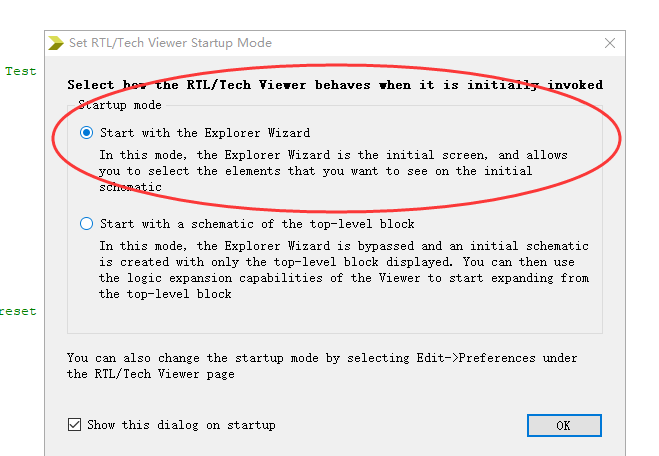 Set RTL/Tech Viewer Startup Mode
Test
Select how the RTL/Tech Viewer behaves when it is initially invoked
Startup mode
Start with the Explorer Wizard
In this mode, the Explorer Wizard is the initial screen, and allows
you to select the elements that you want to see on the initial
schematic
Start with a schematic of the top-level block
In this mode, the Explorer Wizard is bypassed and an initial schematic
is created with only the top-level block displayed. You can then use
the logic expansion capabilities of the Viewer to start expanding from
the top-level block
reset
You can also change the startup mode by selecting Edit->Preferences under
the RTL/Tech Viewer page
Show this dialog on startup
OK